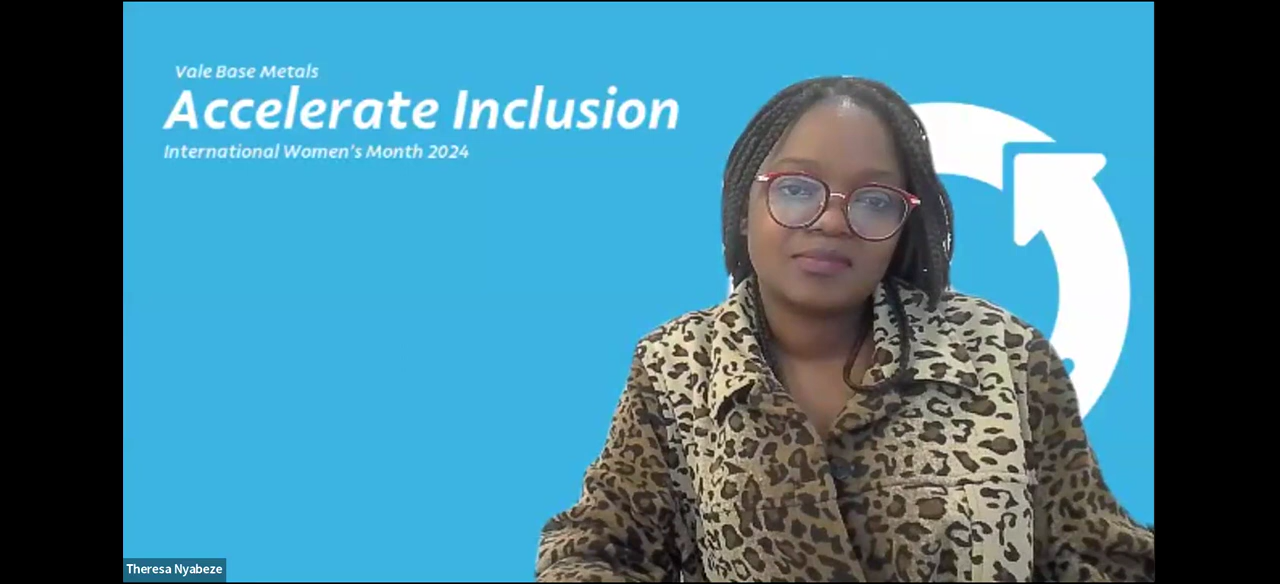 Vale Base Metals
Accelerate Inclusion
International Women's Month 2024
Theresa Nyabeze